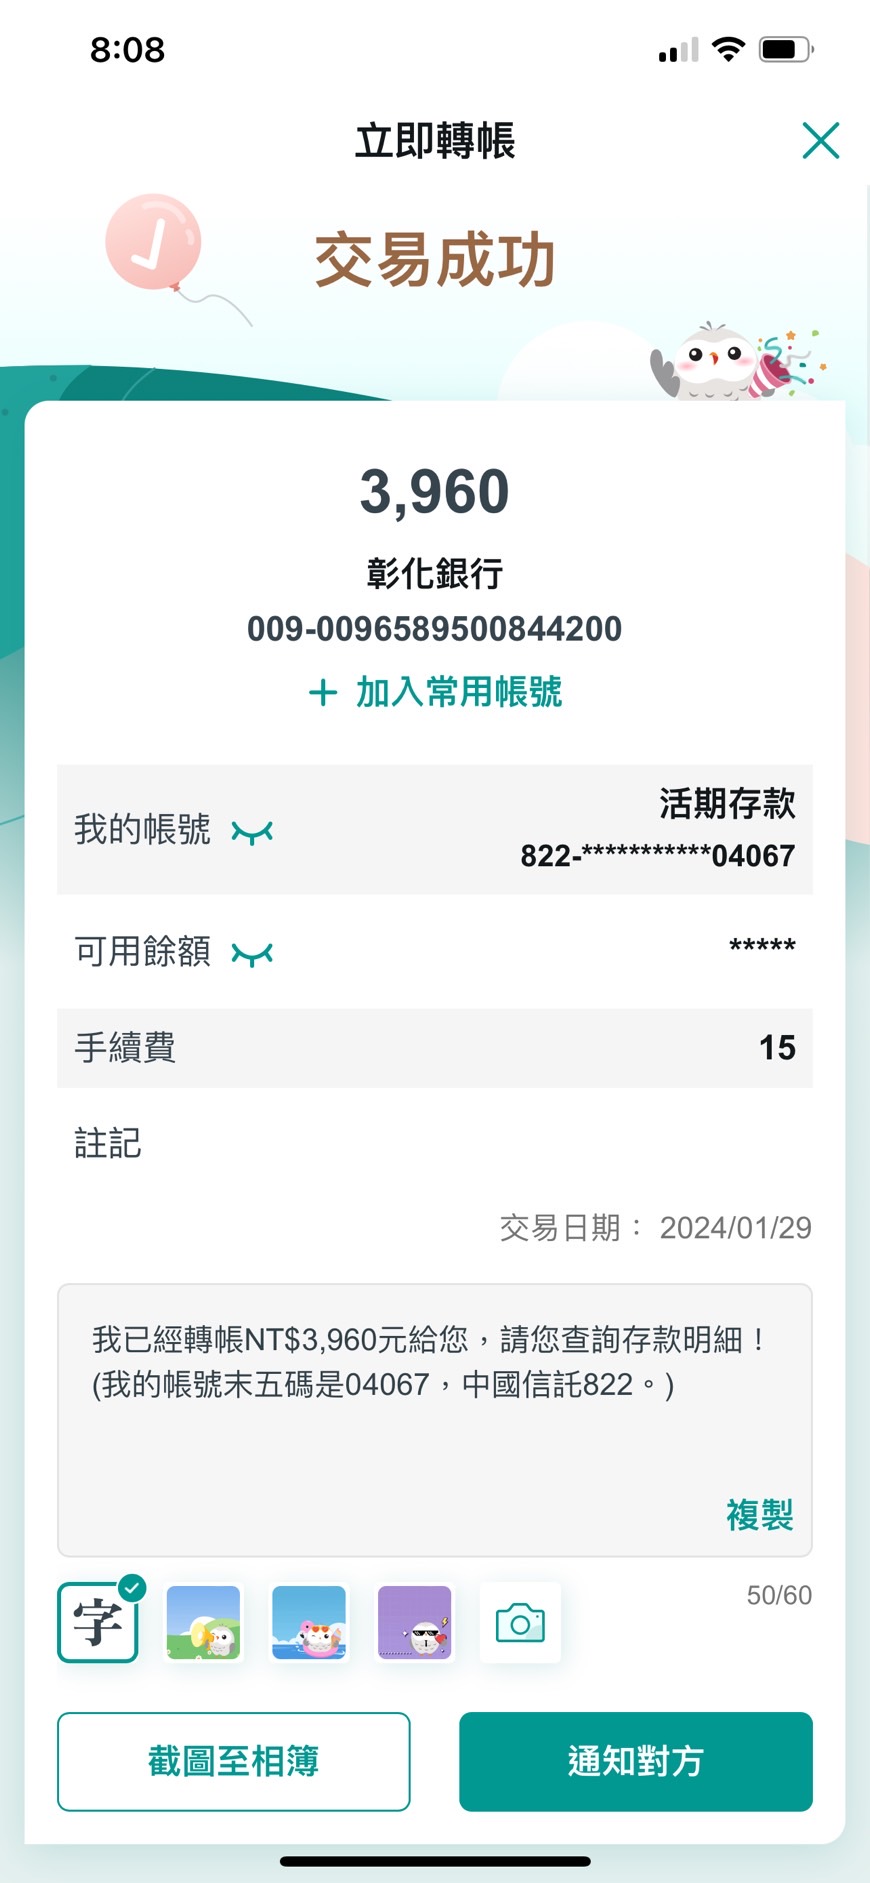 8:08
立即轉帳
交易成功
3,960
彰化銀行
009-0096589500844200
+ 加入常用帳號
我的帳號
活期存款
822-***********04067
可用餘額
*****
手續費
15
註記
交易日期： 2024/01/29
我已經轉帳NT$3,960元給您，請您查詢存款明細！
(我的帳號末五碼是04067，中國信託822。)
複製
字
50/60
截圖至相簿
通知對方